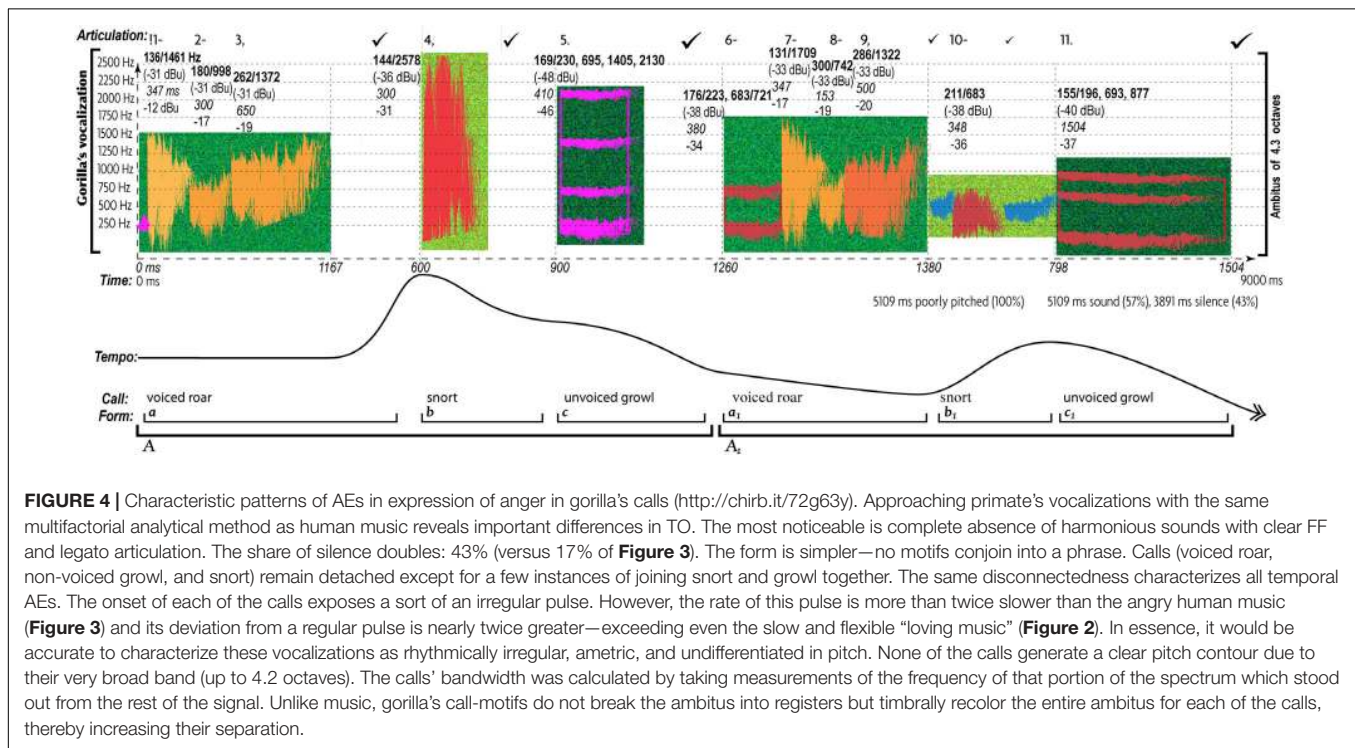 Articulation: !1- 2- 3, ✓ 4, ✓ 5. ✓ 6- 7- 8- 9, ✓ 10- ✓ 11. ✓
Gorilla's vocalization
2500 Hz
2250 Hz
2000 Hz
1750 Hz
1500 Hz
1250 Hz
1000 Hz
750 Hz
500 Hz
250 Hz
136/1461 Hz
(-31 dBu)
347 ms
-12 dBu
180/998
(-31 dBu)
300
-17
262/1372
(-31 dBu)
650
-19
144/2578
(-36 dBu)
300
-31
169/230, 695, 1405, 2130
(-48 dBu)
410
-46
176/223, 683/721
(-38 dBu)
380
-34
131/1709
(-33 dBu)
347
-17
300/742
(-33 dBu)
153
-19
286/1322
(-33 dBu)
500
-20
211/683
(-38 dBu)
348
-36
155/196, 693, 877
(-40 dBu)
1504
-37
Ambitus of 4.3 octaves
0 ms 1167 600 900 1260 1380 798 1504
Time: 0 ms 9000 ms
5109 ms poorly pitched (100%) 5109 ms sound (57%), 3891 ms silence (43%)
Tempo:
Call: voiced roar snort unvoiced growl voiced roar snort unvoiced growl
Form: a b c a₁ b₁ c₁
A A₁
FIGURE 4 | Characteristic patterns of AEs in expression of anger in gorilla's calls (http://chirb.it/72g63y). Approaching primate's vocalizations with the same
multifactorial analytical method as human music reveals important differences in TO. The most noticeable is complete absence of harmonious sounds with clear FF
and legato articulation. The share of silence doubles: 43% (versus 17% of Figure 3). The form is simpler—no motifs conjoin into a phrase. Calls (voiced roar,
non-voiced growl, and snort) remain detached except for a few instances of joining snort and growl together. The same disconnectedness characterizes all temporal
AEs. The onset of each of the calls exposes a sort of an irregular pulse. However, the rate of this pulse is more than twice slower than the angry human music
(Figure 3) and its deviation from a regular pulse is nearly twice greater—exceeding even the slow and flexible "loving music" (Figure 2). In essence, it would be
accurate to characterize these vocalizations as rhythmically irregular, ametric, and undifferentiated in pitch. None of the calls generate a clear pitch contour due to
their very broad band (up to 4.2 octaves). The calls' bandwidth was calculated by taking measurements of the frequency of that portion of the spectrum which stood
out from the rest of the signal. Unlike music, gorilla's call-motifs do not break the ambitus into registers but timbrally recolor the entire ambitus for each of the calls,
thereby increasing their separation.